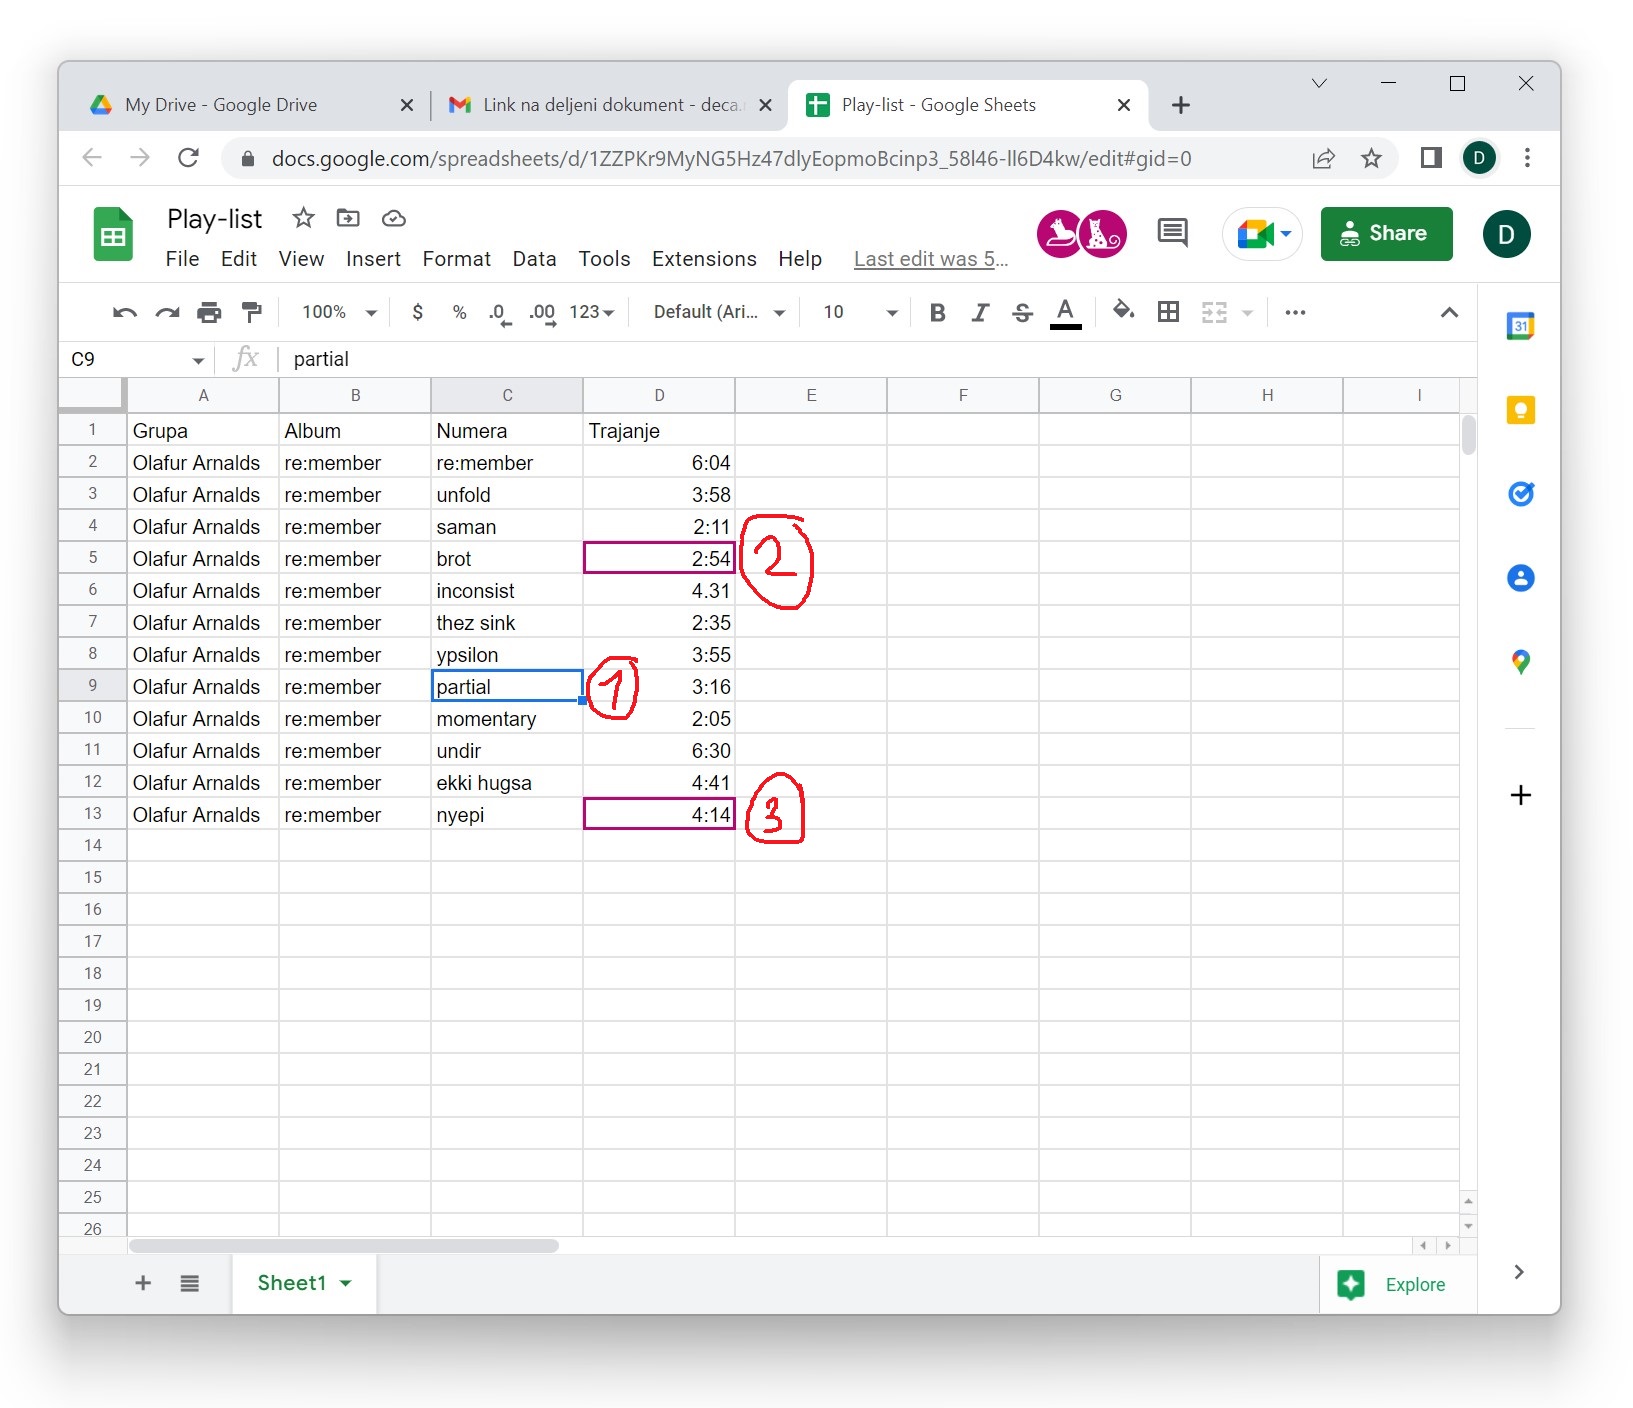 My Drive - Google Drive
Link na deljeni dokument - deca.
Play-list - Google Sheets
docs.google.com/spreadsheets/d/1ZZPKr9MyNG5Hz47dlyEopmoBcinp3_58l46-ll6D4kw/edit#gid=0
D
Play-list
File Edit View Insert Format Data Tools Extensions Help Last edit was 5...
Share
D
100% $ % .0 .00 123 Default (Ari... 10 B I S A
31
C9 fx partial
A B C D E F G H I
1 Grupa Album Numera Trajanje
2 Olafur Arnalds re:member re:member 6:04
3 Olafur Arnalds re:member unfold 3:58
4 Olafur Arnalds re:member saman 2:11
5 Olafur Arnalds re:member brot 2:54 2
6 Olafur Arnalds re:member inconsist 4.31
7 Olafur Arnalds re:member thez sink 2:35
8 Olafur Arnalds re:member ypsilon 3:55
9 Olafur Arnalds re:member partial 1 3:16
10 Olafur Arnalds re:member momentary 2:05
11 Olafur Arnalds re:member undir 6:30
12 Olafur Arnalds re:member ekki hugsa 4:41
13 Olafur Arnalds re:member nyepi 4:14 3
14
15
16
17
18
19
20
21
22
23
24
25
26
Sheet1
Explore